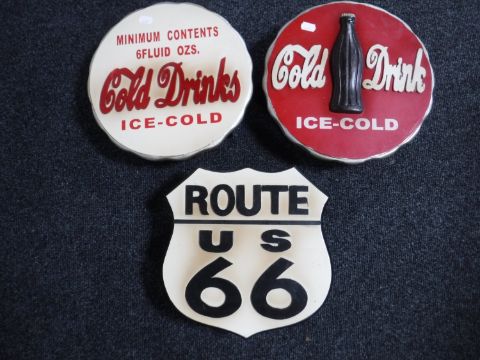 MINIMUM CONTENTS
6FLUID OZS.
Cold Drinks
ICE-COLD
Cold Drink
ICE-COLD
ROUTE
US
66